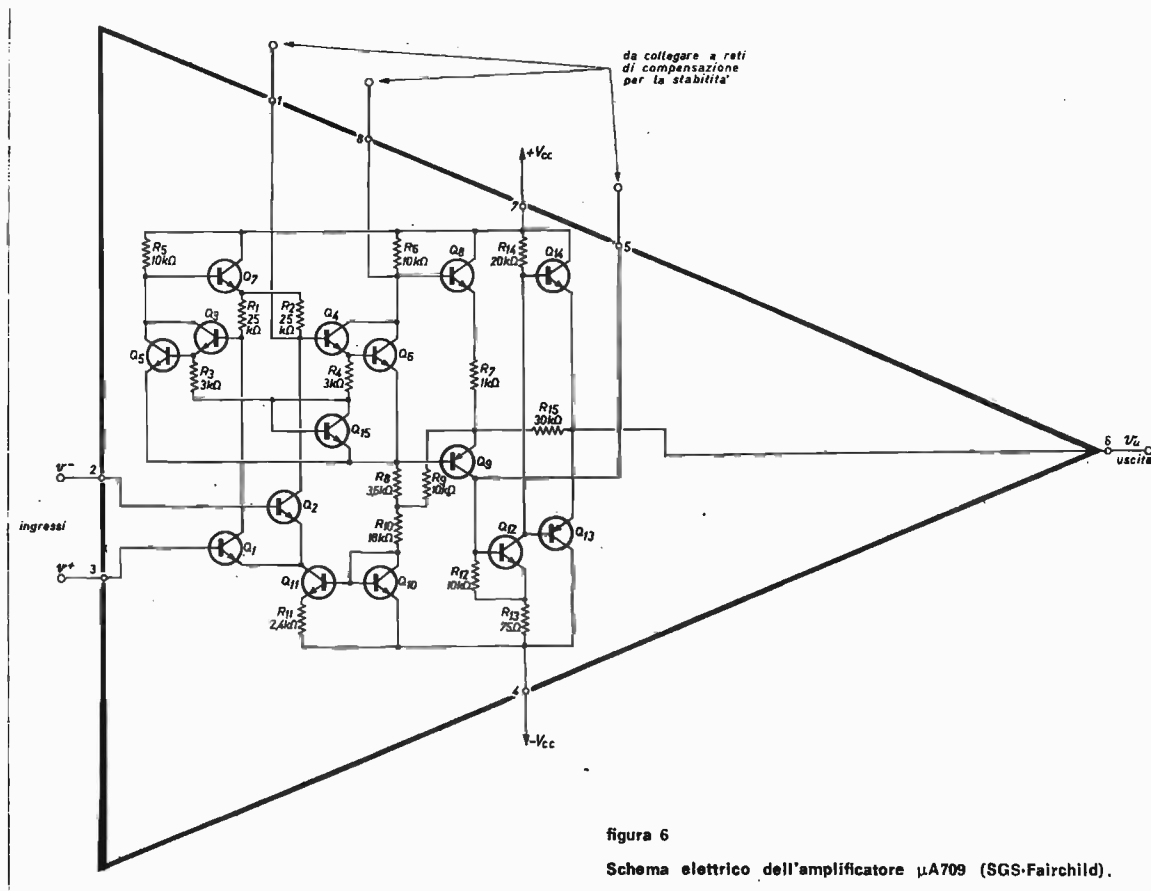 da collegare a reti
di compensazione
per la stabilita'
1
8
+Vcc
7
5
R5
10kΩ
Q7
R6
10kΩ
Q8
R14
20kΩ
Q14
R1
25
kΩ
R2
25
kΩ
Q3
Q4
Q5
Q6
R3
3kΩ
R4
3kΩ
R7
1kΩ
R15
30kΩ
Q15
6
vu
uscita
v-
2
Q9
R8
3,6kΩ
R9
10kΩ
ingressi
Q2
R10
18kΩ
Q12
Q13
v+
3
Q1
Q11
Q10
R12
10kΩ
R11
2,4kΩ
R13
75Ω
4
-Vcc
figura 6
Schema elettrico dell'amplificatore μA709 (SGS-Fairchild).